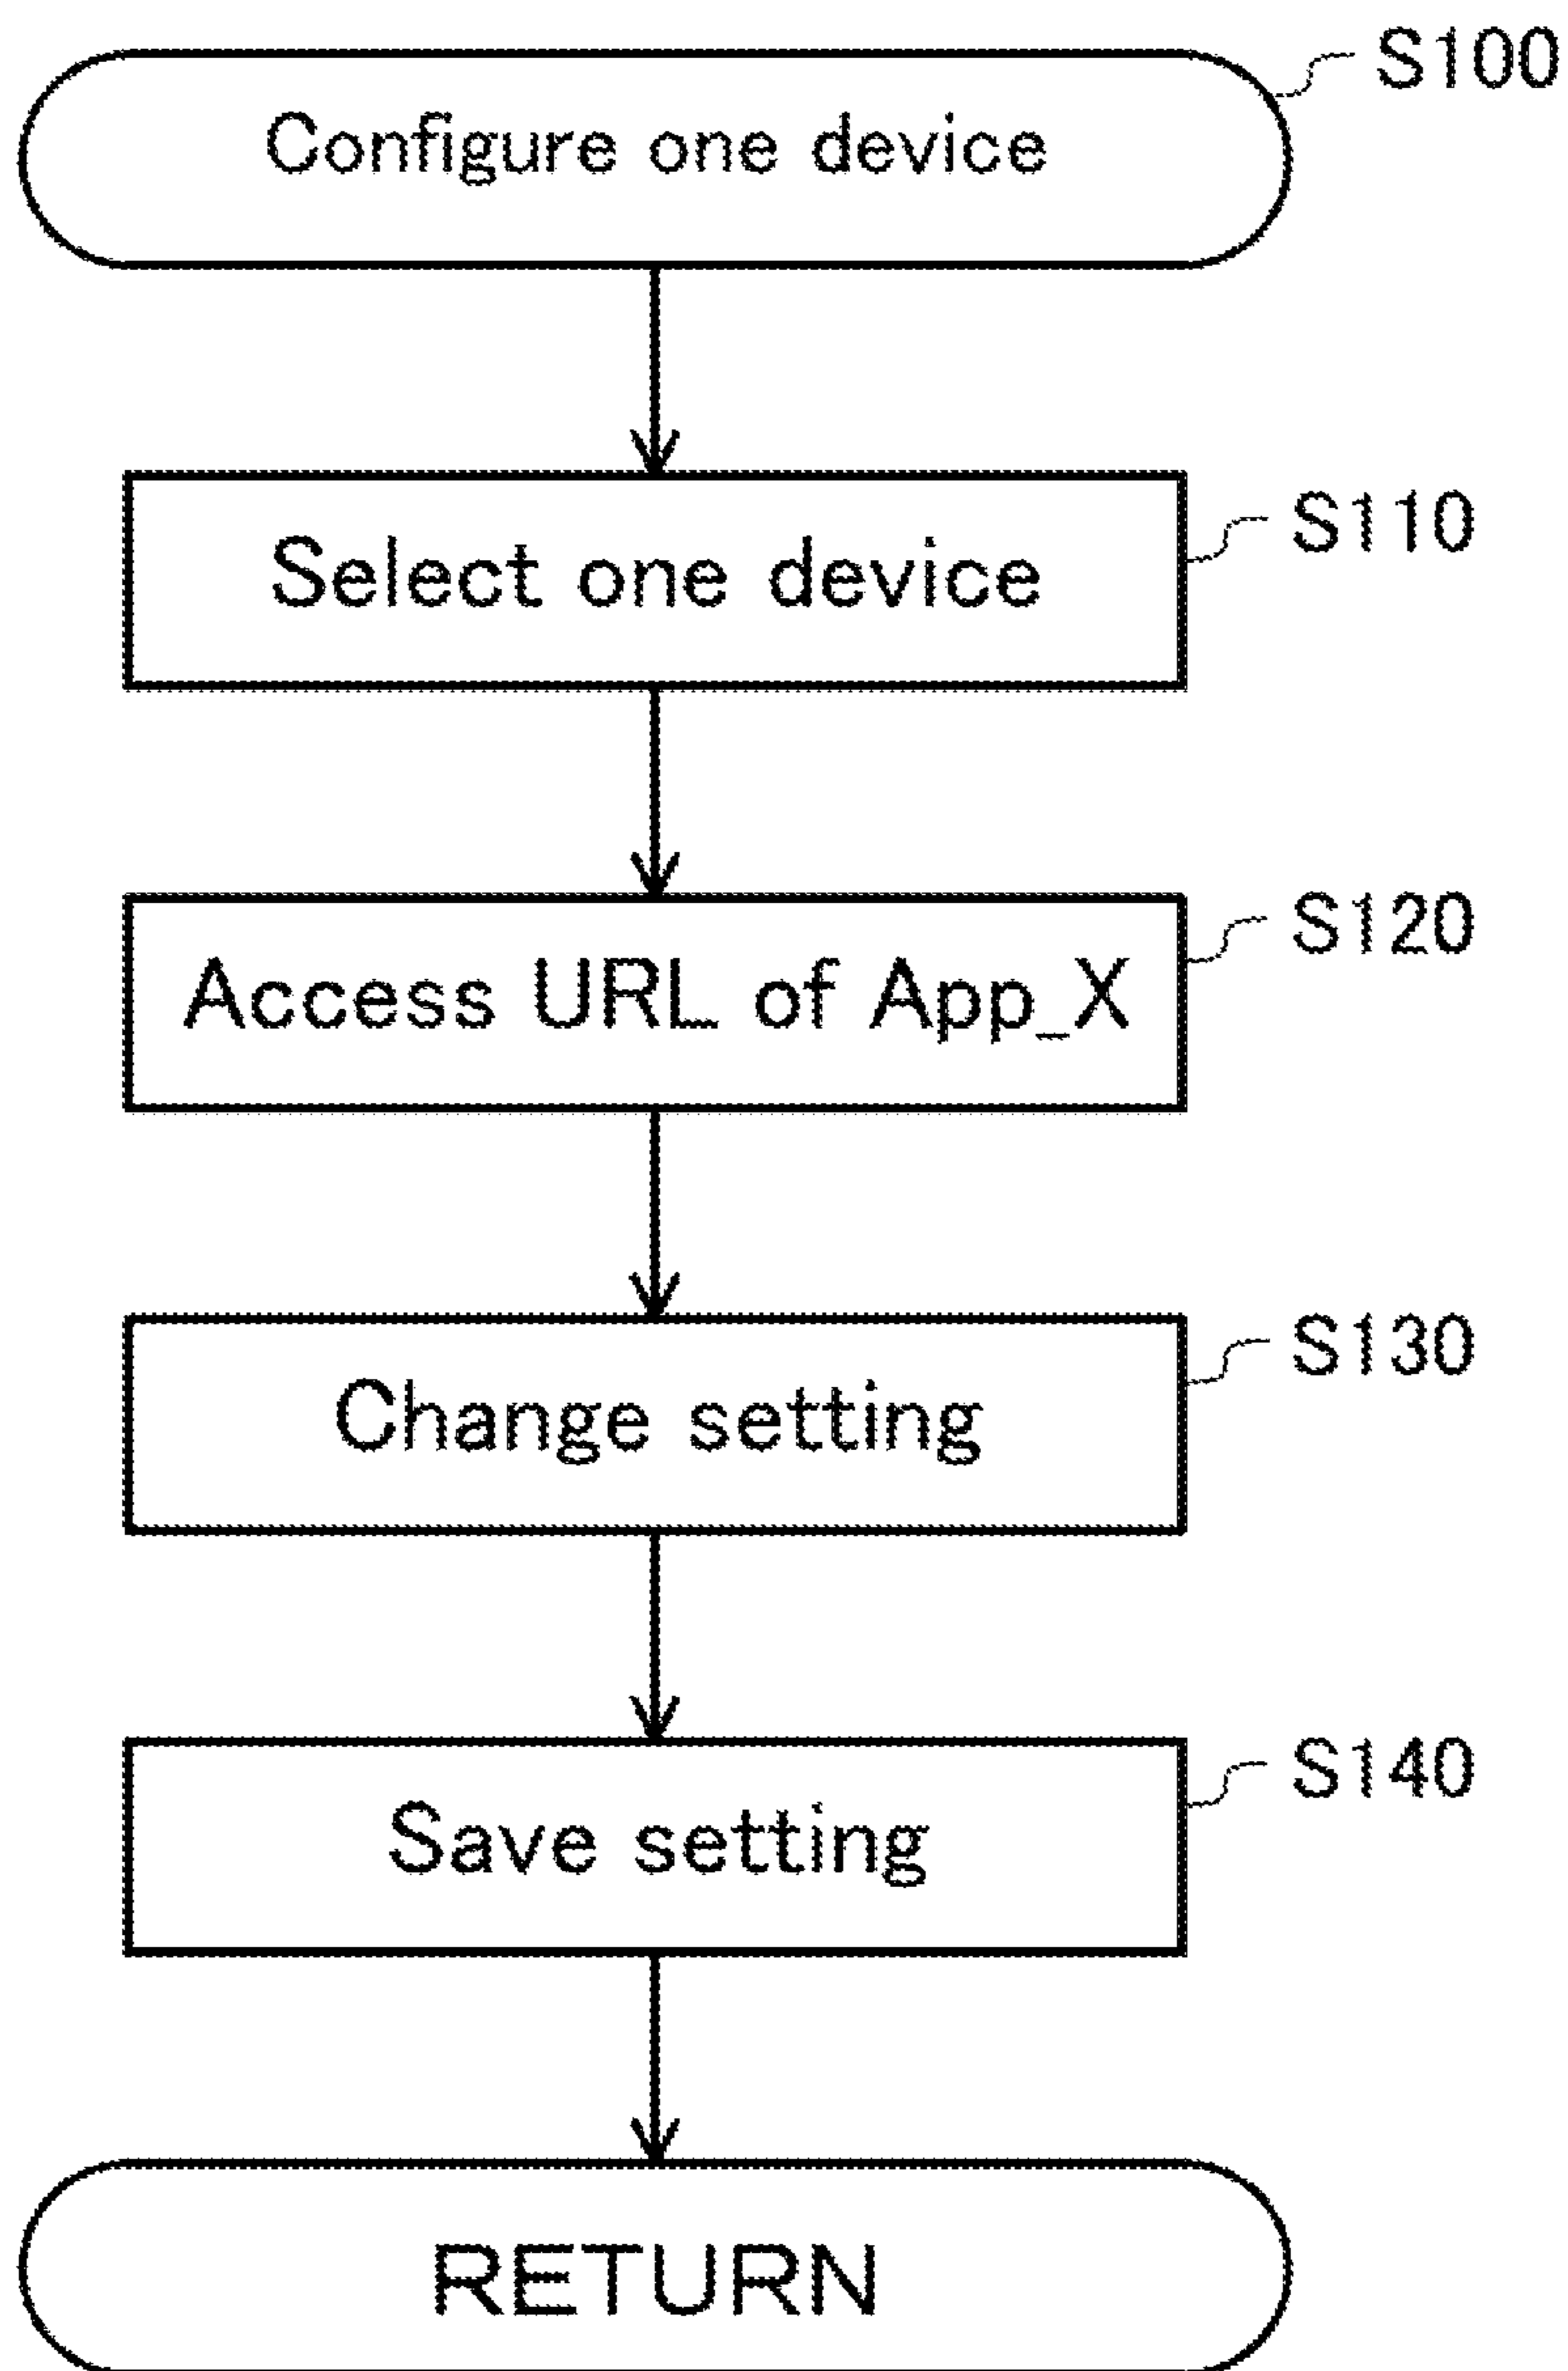 S100
Configure one device
S110
Select one device
S120
Access URL of App_X
S130
Change setting
S140
Save setting
RETURN